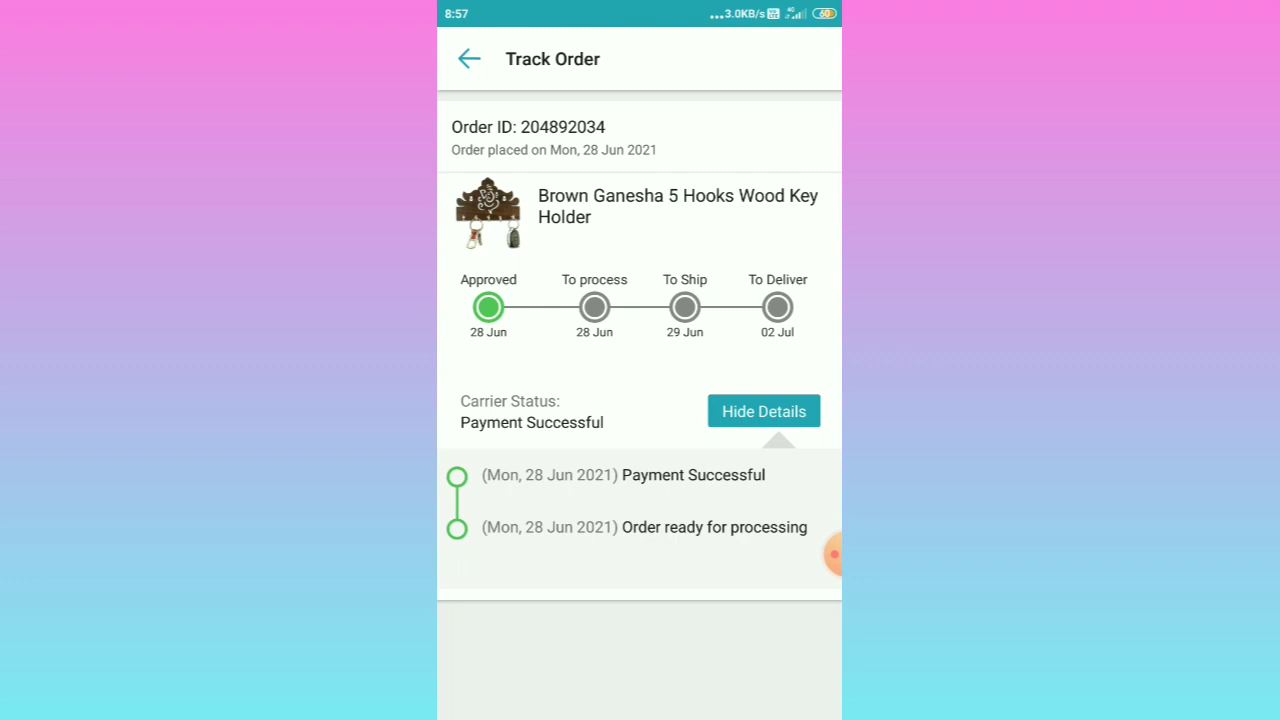 8:57
...3.0KB/s 4G 60
Track Order
Order ID: 204892034
Order placed on Mon, 28 Jun 2021
Brown Ganesha 5 Hooks Wood Key
Holder
Approved To process To Ship To Deliver
28 Jun 28 Jun 29 Jun 02 Jul
Carrier Status:
Payment Successful
Hide Details
(Mon, 28 Jun 2021) Payment Successful
(Mon, 28 Jun 2021) Order ready for processing